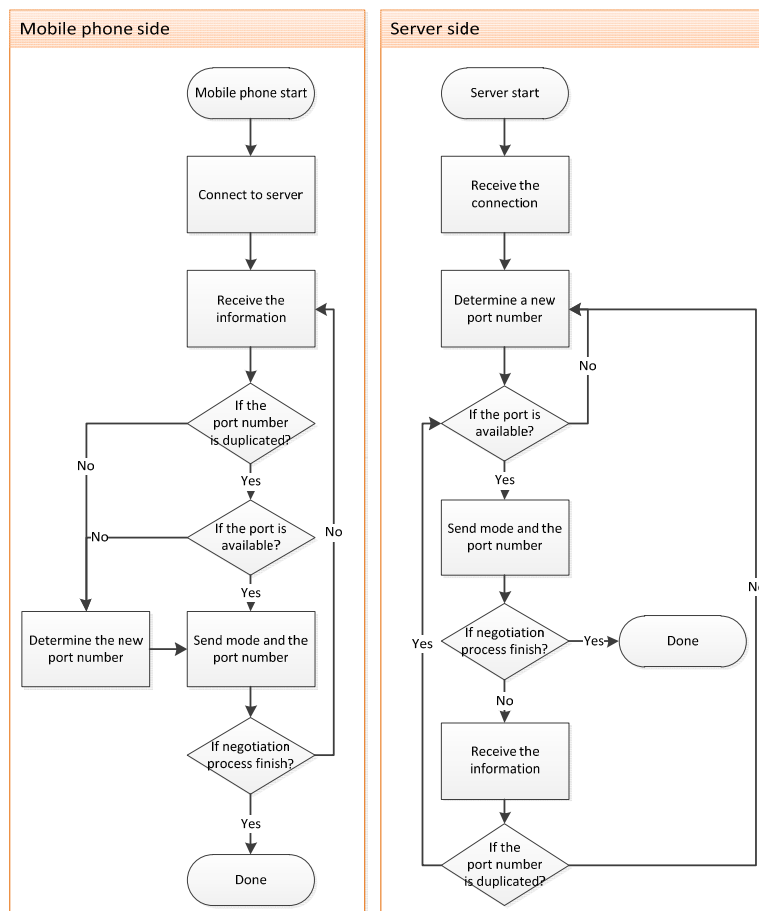 Mobile phone side
Mobile phone start
Connect to server
Receive the
information
If the
port number
is duplicated?
No
Yes
If the port is
available?
No
No
Yes
Determine the new
port number
Send mode and the
port number
If negotiation
process finish?
Yes
Done
Server side
Server start
Receive the
connection
Determine a new
port number
No
If the port is
available?
Yes
Send mode and the
port number
If negotiation
process finish?
Yes
Done
Yes
No
Receive the
information
If the
port number
is duplicated?